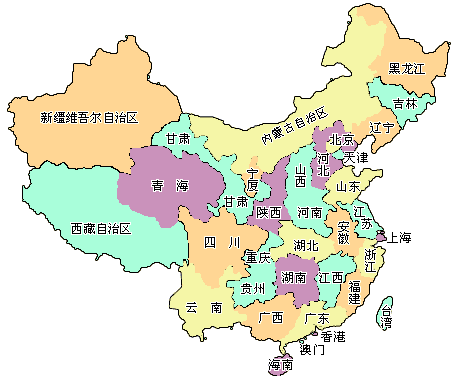 黑龙江
吉林
新疆維吾尔自治区
内蒙古自治区
辽宁
甘肃
北京
河北
天津
宁厦
山西
青海
山东
甘肃
陕西
河南
江苏
西藏自治区
安徽
上海
四川
湖北
重庆
浙江
湖南
江西
贵州
福建
云南
广西
广东
台湾
香港
澳门
海南